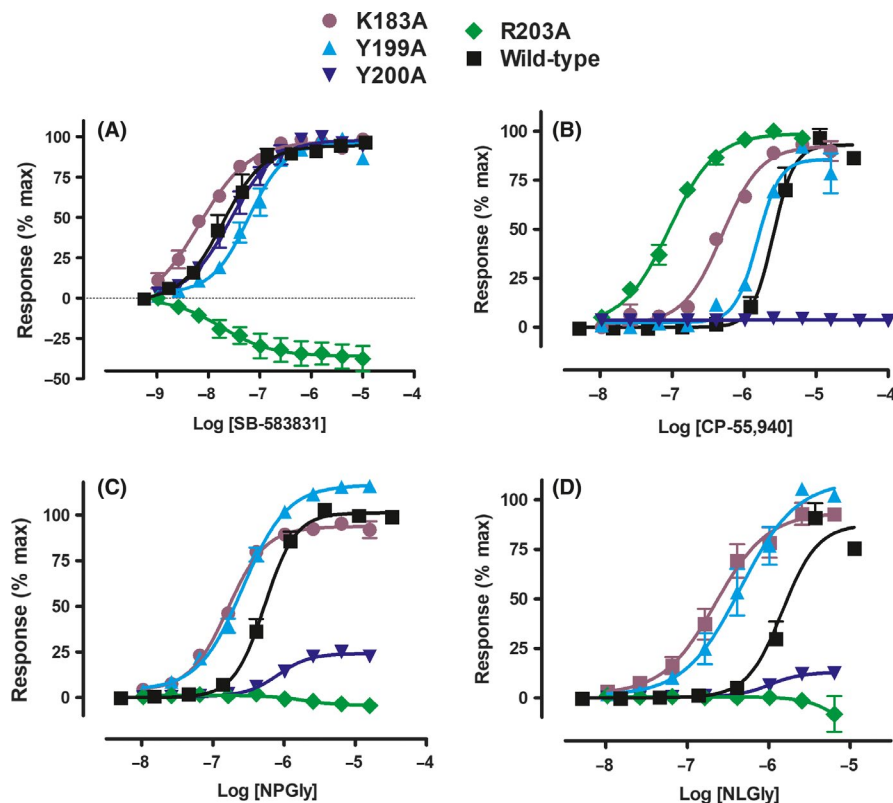 K183A
Y199A
Y200A
R203A
Wild-type
(A)
Response (% max)
100
75
50
25
0
−25
−50
−9
−8
−7
−6
−5
−4
Log [SB-583831]
(B)
Response (% max)
100
75
50
25
0
−8
−7
−6
−5
−4
Log [CP-55,940]
(C)
Response (% max)
100
75
50
25
0
−8
−7
−6
−5
−4
Log [NPGly]
(D)
Response (% max)
100
75
50
25
0
−8
−7
−6
−5
Log [NLGly]